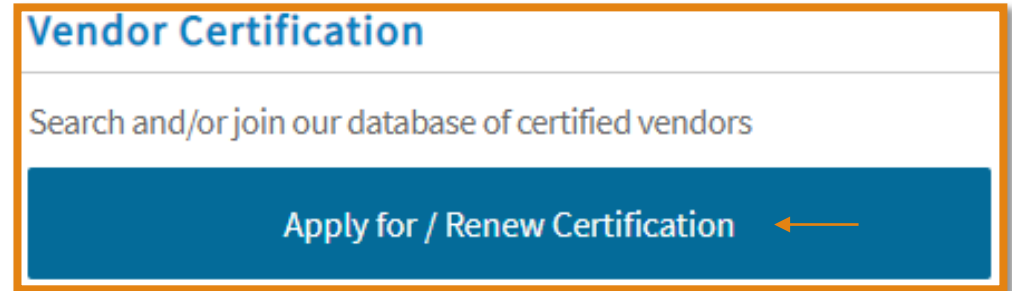 Vendor Certification
Search and/or join our database of certified vendors
Apply for / Renew Certification